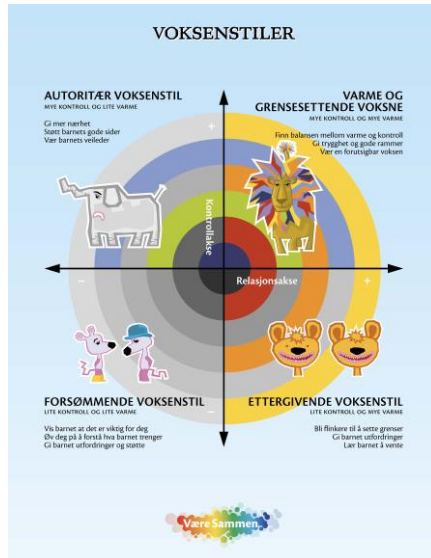 VOKSENSTILER
AUTORITÆR VOKSENSTIL
MYE KONTROLL OG LITE VARME
Gi mer nærhet
Støtt barnets gode sider
Vær barnets veileder
VARME OG
GRENSESETTENDE VOKSNE
MYE KONTROLL OG MYE VARME
Finn balansen mellom varme og kontroll
Gi trygghet og gode rammer
Vær en forutsigbar voksen
+
Kontrollakse
Relasjonsakse
–
+
–
FORSØMMENDE VOKSENSTIL
LITE KONTROLL OG LITE VARME
Vis barnet at det er viktig for deg
Øv deg på å forstå hva barnet trenger
Gi barnet utfordringer og støtte
ETTERGIVENDE VOKSENSTIL
LITE KONTROLL OG MYE VARME
Bli flinkere til å sette grenser
Gi barnet utfordringer
Lær barnet å vente
Være Sammen